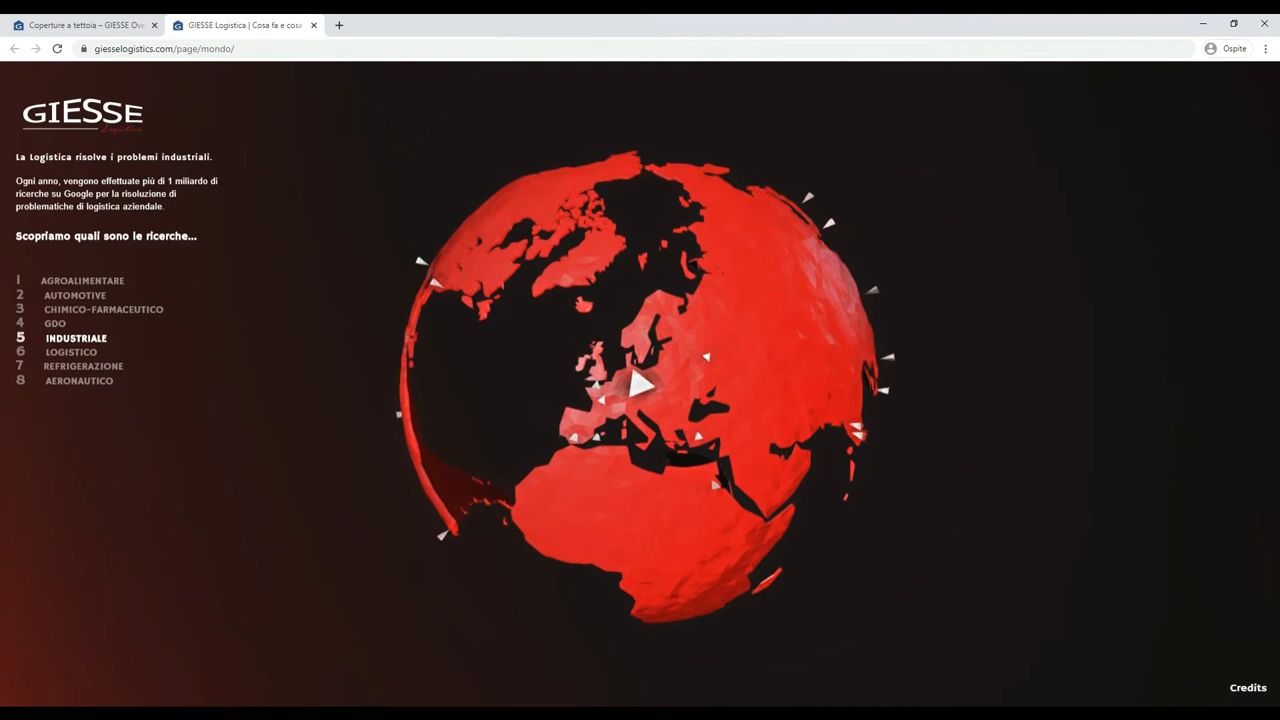 Coperture a tettoia – GIESSE Ove
GIESSE Logistica | Cosa fa e cosa
giesselogistics.com/page/mondo/
Ospite
GIESSE
Logistica
La Logistica risolve i problemi industriali.
Ogni anno, vengono effettuate più di 1 miliardo di
ricerche su Google per la risoluzione di
problematiche di logistica aziendale.
Scopriamo quali sono le ricerche...
1 AGROALIMENTARE
2 AUTOMOTIVE
3 CHIMICO-FARMACEUTICO
4 GDO
5 INDUSTRIALE
6 LOGISTICO
7 REFRIGERAZIONE
8 AERONAUTICO
Credits